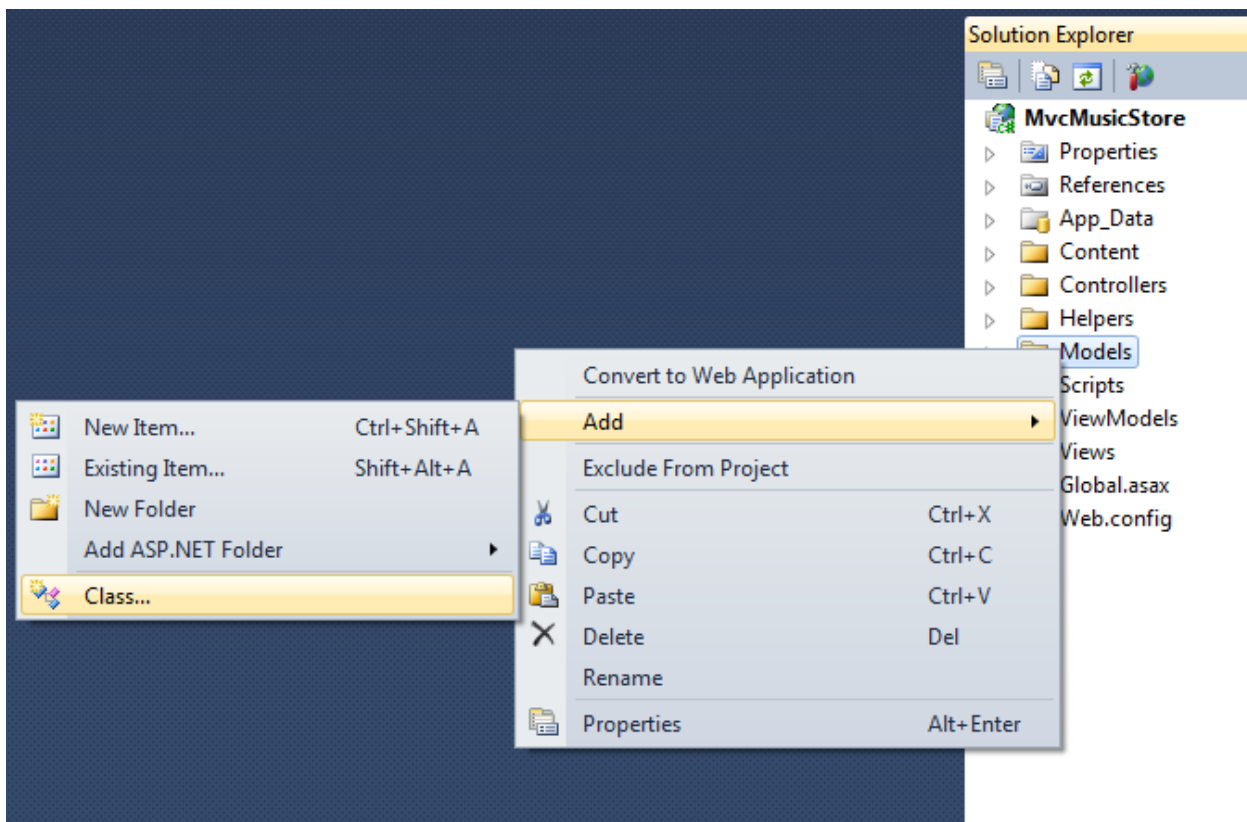 Solution Explorer
MvcMusicStore
Properties
References
App_Data
Content
Controllers
Helpers
Models
Scripts
ViewModels
Views
Global.asax
Web.config
Convert to Web Application
Add
Exclude From Project
Cut Ctrl+X
Copy Ctrl+C
Paste Ctrl+V
Delete Del
Rename
Properties Alt+Enter
New Item... Ctrl+Shift+A
Existing Item... Shift+Alt+A
New Folder
Add ASP.NET Folder
Class...